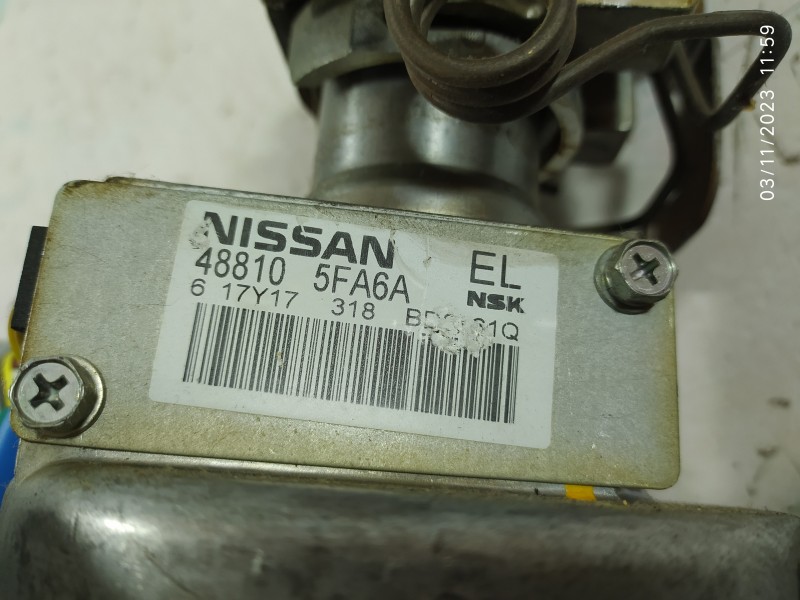 NISSAN EL
48810 5FA6A NSK
6 17Y17 318
03/11/2023 11:59